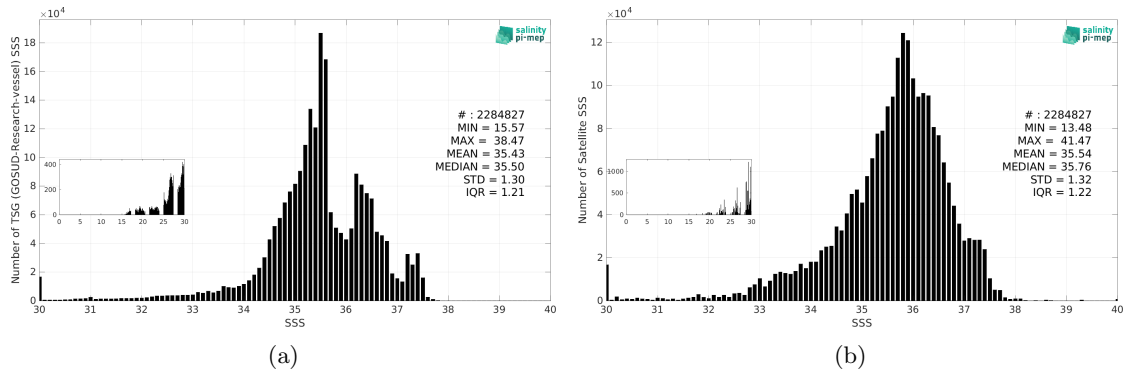 ×10⁴
Number of TSG (GOSUD-Research-vessel) SSS
18
16
14
12
10
8
6
4
2
0
30 31 32 33 34 35 36 37 38 39 40
SSS
400
200
0
0 5 10 15 20 25 30
salinity
pi-mep
# : 2284827
MIN = 15.57
MAX = 38.47
MEAN = 35.43
MEDIAN = 35.50
STD = 1.30
IQR = 1.21
(a)
×10⁴
Number of Satellite SSS
12
10
8
6
4
2
0
30 31 32 33 34 35 36 37 38 39 40
SSS
1000
500
0
0 5 10 15 20 25 30
salinity
pi-mep
# : 2284827
MIN = 13.48
MAX = 41.47
MEAN = 35.54
MEDIAN = 35.76
STD = 1.32
IQR = 1.22
(b)